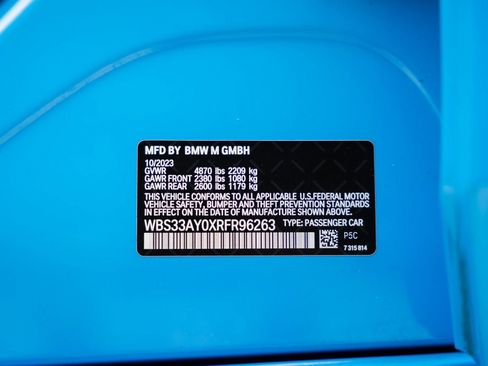 MFD BY BMW M GMBH
10/2023
GVWR 4870 lbs 2209 kg
GAWR FRONT 2380 lbs 1080 kg
GAWR REAR 2600 lbs 1179 kg
THIS VEHICLE CONFORMS TO ALL APPLICABLE U.S.FEDERAL MOTOR
VEHICLE SAFETY, BUMPER AND THEFT PREVENTION STANDARDS
IN EFFECT ON THE DATE OF MANUFACTURE SHOWN ABOVE.
WBS33AY0XRFR96263 TYPE: PASSENGER CAR
P5C
7 315 814